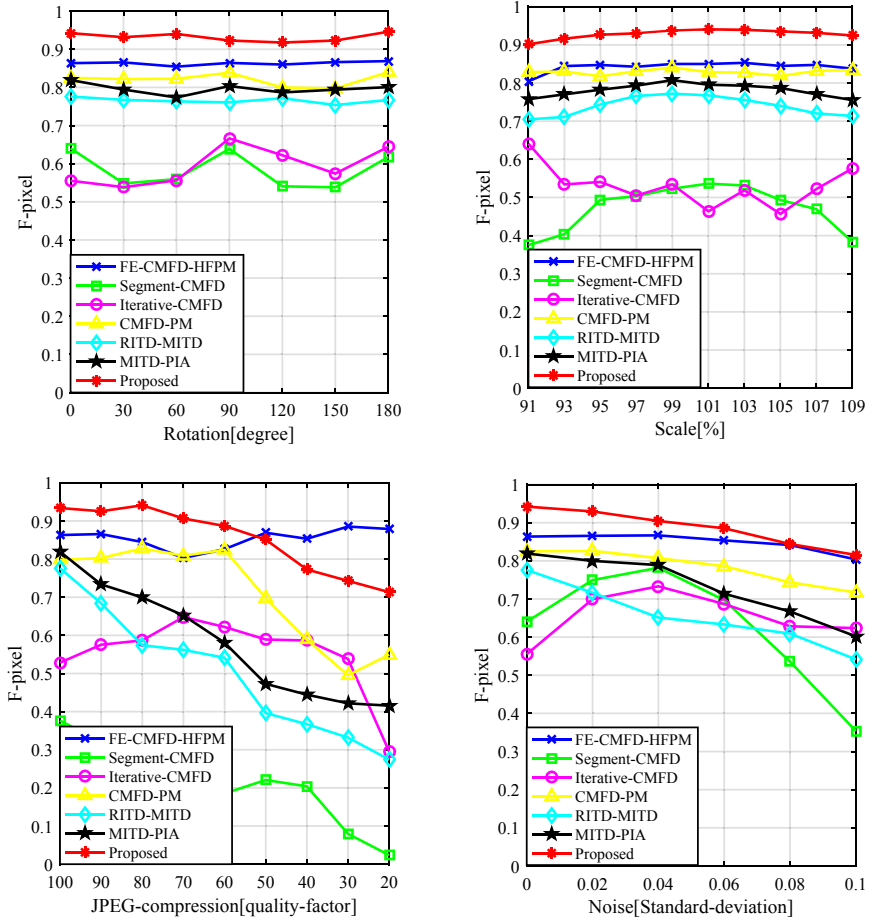 1
0.9
0.8
0.7
0.6
0.5
0.4
0.3
0.2
0.1
0
F-pixel
FE-CMFD-HFPM
Segment-CMFD
Iterative-CMFD
CMFD-PM
RITD-MITD
MITD-PIA
Proposed
0 30 60 90 120 150 180
Rotation[degree]
1
0.9
0.8
0.7
0.6
0.5
0.4
0.3
0.2
0.1
0
F-pixel
FE-CMFD-HFPM
Segment-CMFD
Iterative-CMFD
CMFD-PM
RITD-MITD
MITD-PIA
Proposed
91 93 95 97 99 101 103 105 107 109
Scale[%]
1
0.9
0.8
0.7
0.6
0.5
0.4
0.3
0.2
0.1
0
F-pixel
FE-CMFD-HFPM
Segment-CMFD
Iterative-CMFD
CMFD-PM
RITD-MITD
MITD-PIA
Proposed
100 90 80 70 60 50 40 30 20
JPEG-compression[quality-factor]
1
0.9
0.8
0.7
0.6
0.5
0.4
0.3
0.2
0.1
0
F-pixel
FE-CMFD-HFPM
Segment-CMFD
Iterative-CMFD
CMFD-PM
RITD-MITD
MITD-PIA
Proposed
0 0.02 0.04 0.06 0.08 0.1
Noise[Standard-deviation]